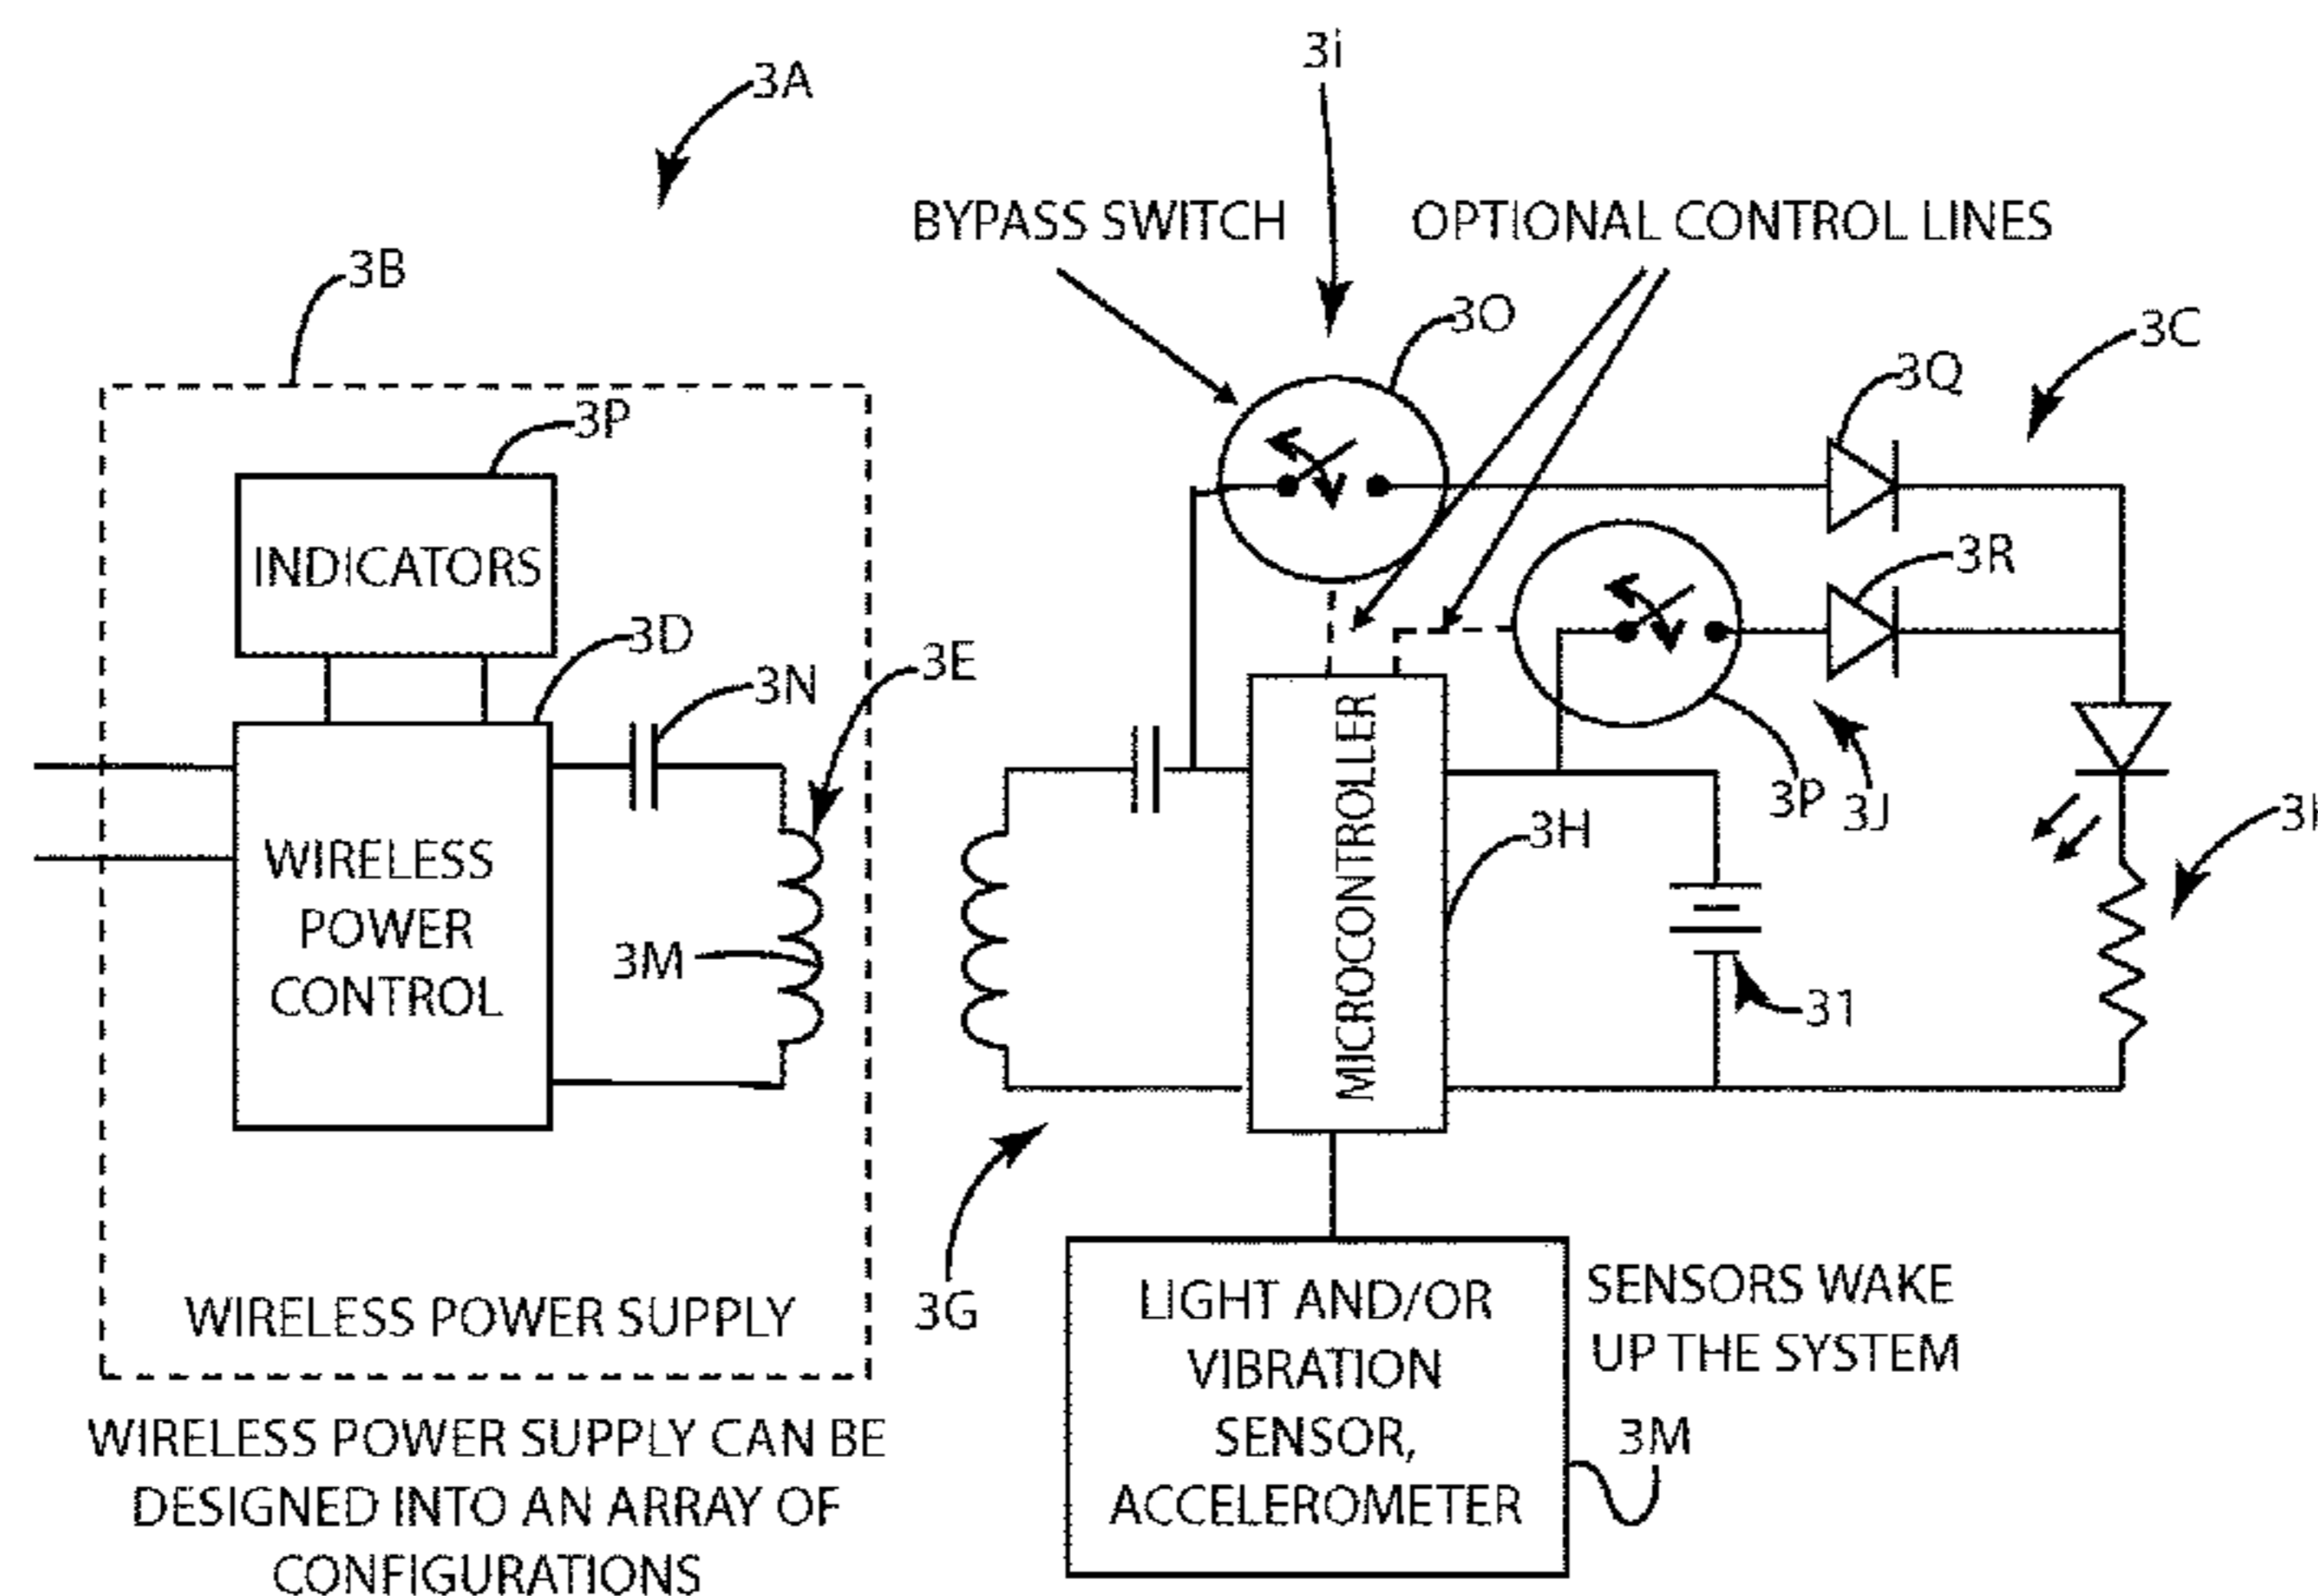 3A
3i
BYPASS SWITCH
OPTIONAL CONTROL LINES
3B
3O
3C
3Q
3P
INDICATORS
3R
3D
3N
3E
WIRELESS
POWER
CONTROL
3M
MICROCONTROLLER
3H
3P
3J
31
3G
WIRELESS POWER SUPPLY
WIRELESS POWER SUPPLY CAN BE
DESIGNED INTO AN ARRAY OF
CONFIGURATIONS
LIGHT AND/OR
VIBRATION
SENSOR,
ACCELEROMETER
SENSORS WAKE
UP THE SYSTEM
3M